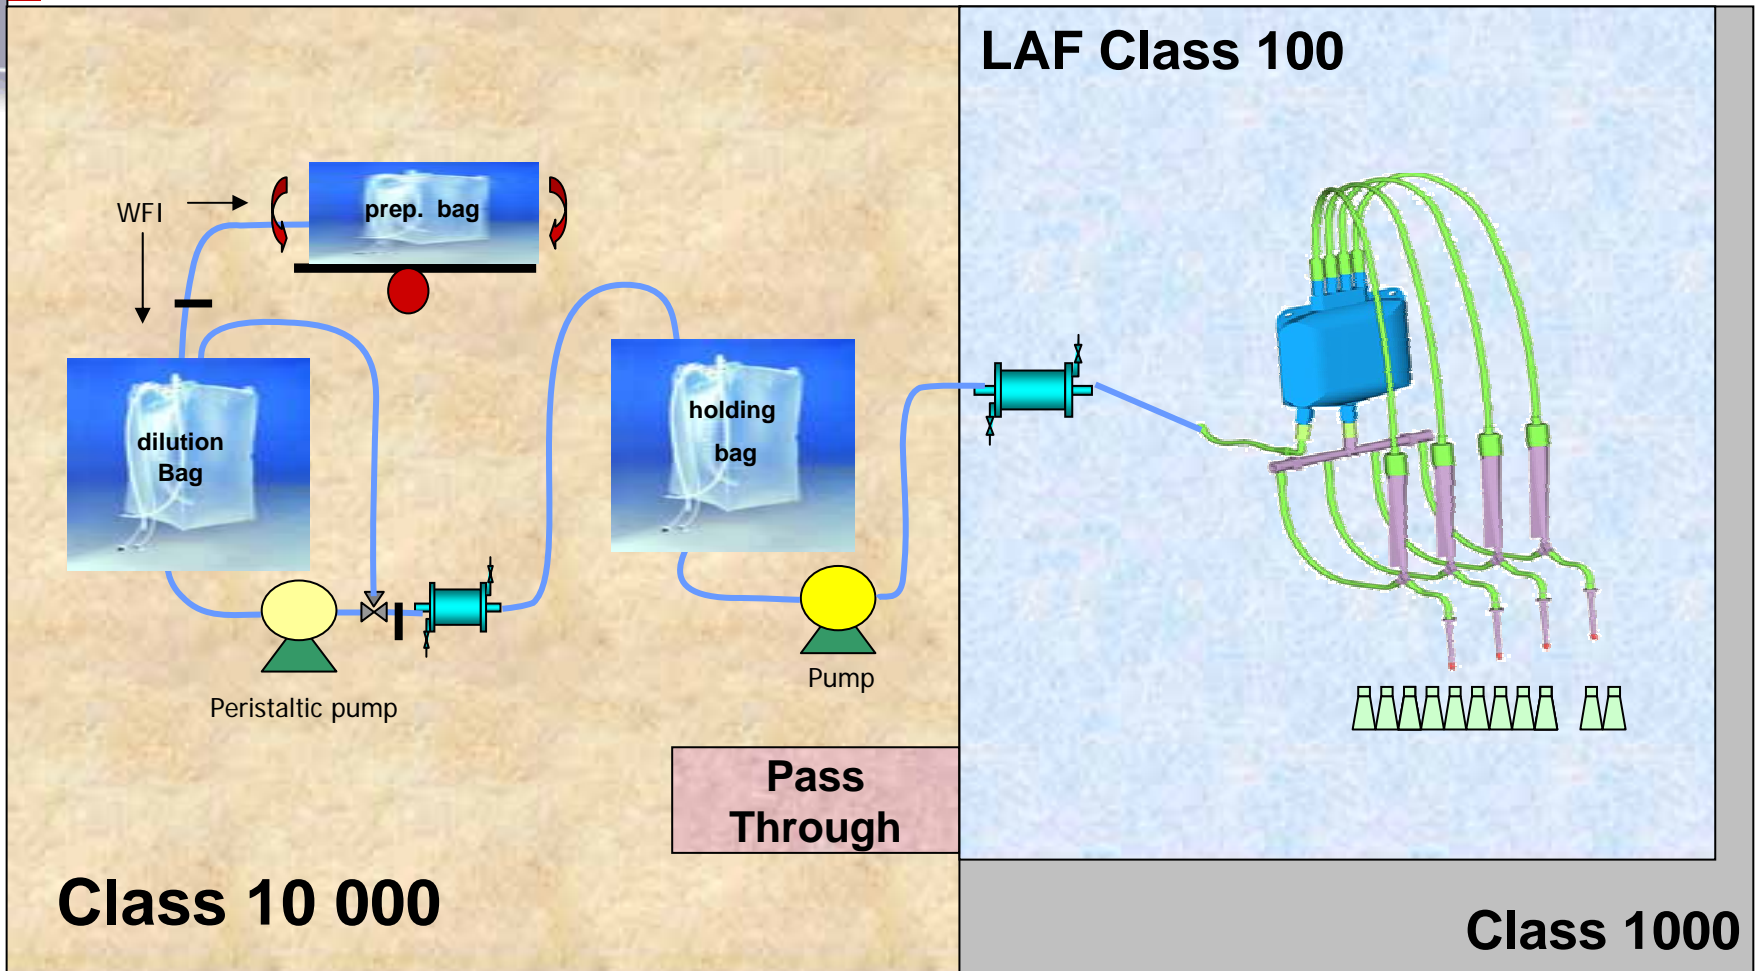 LAF Class 100
WFI
prep. bag
holding
bag
dilution
Bag
Pump
Peristaltic pump
Pass
Through
Class 10 000
Class 1000